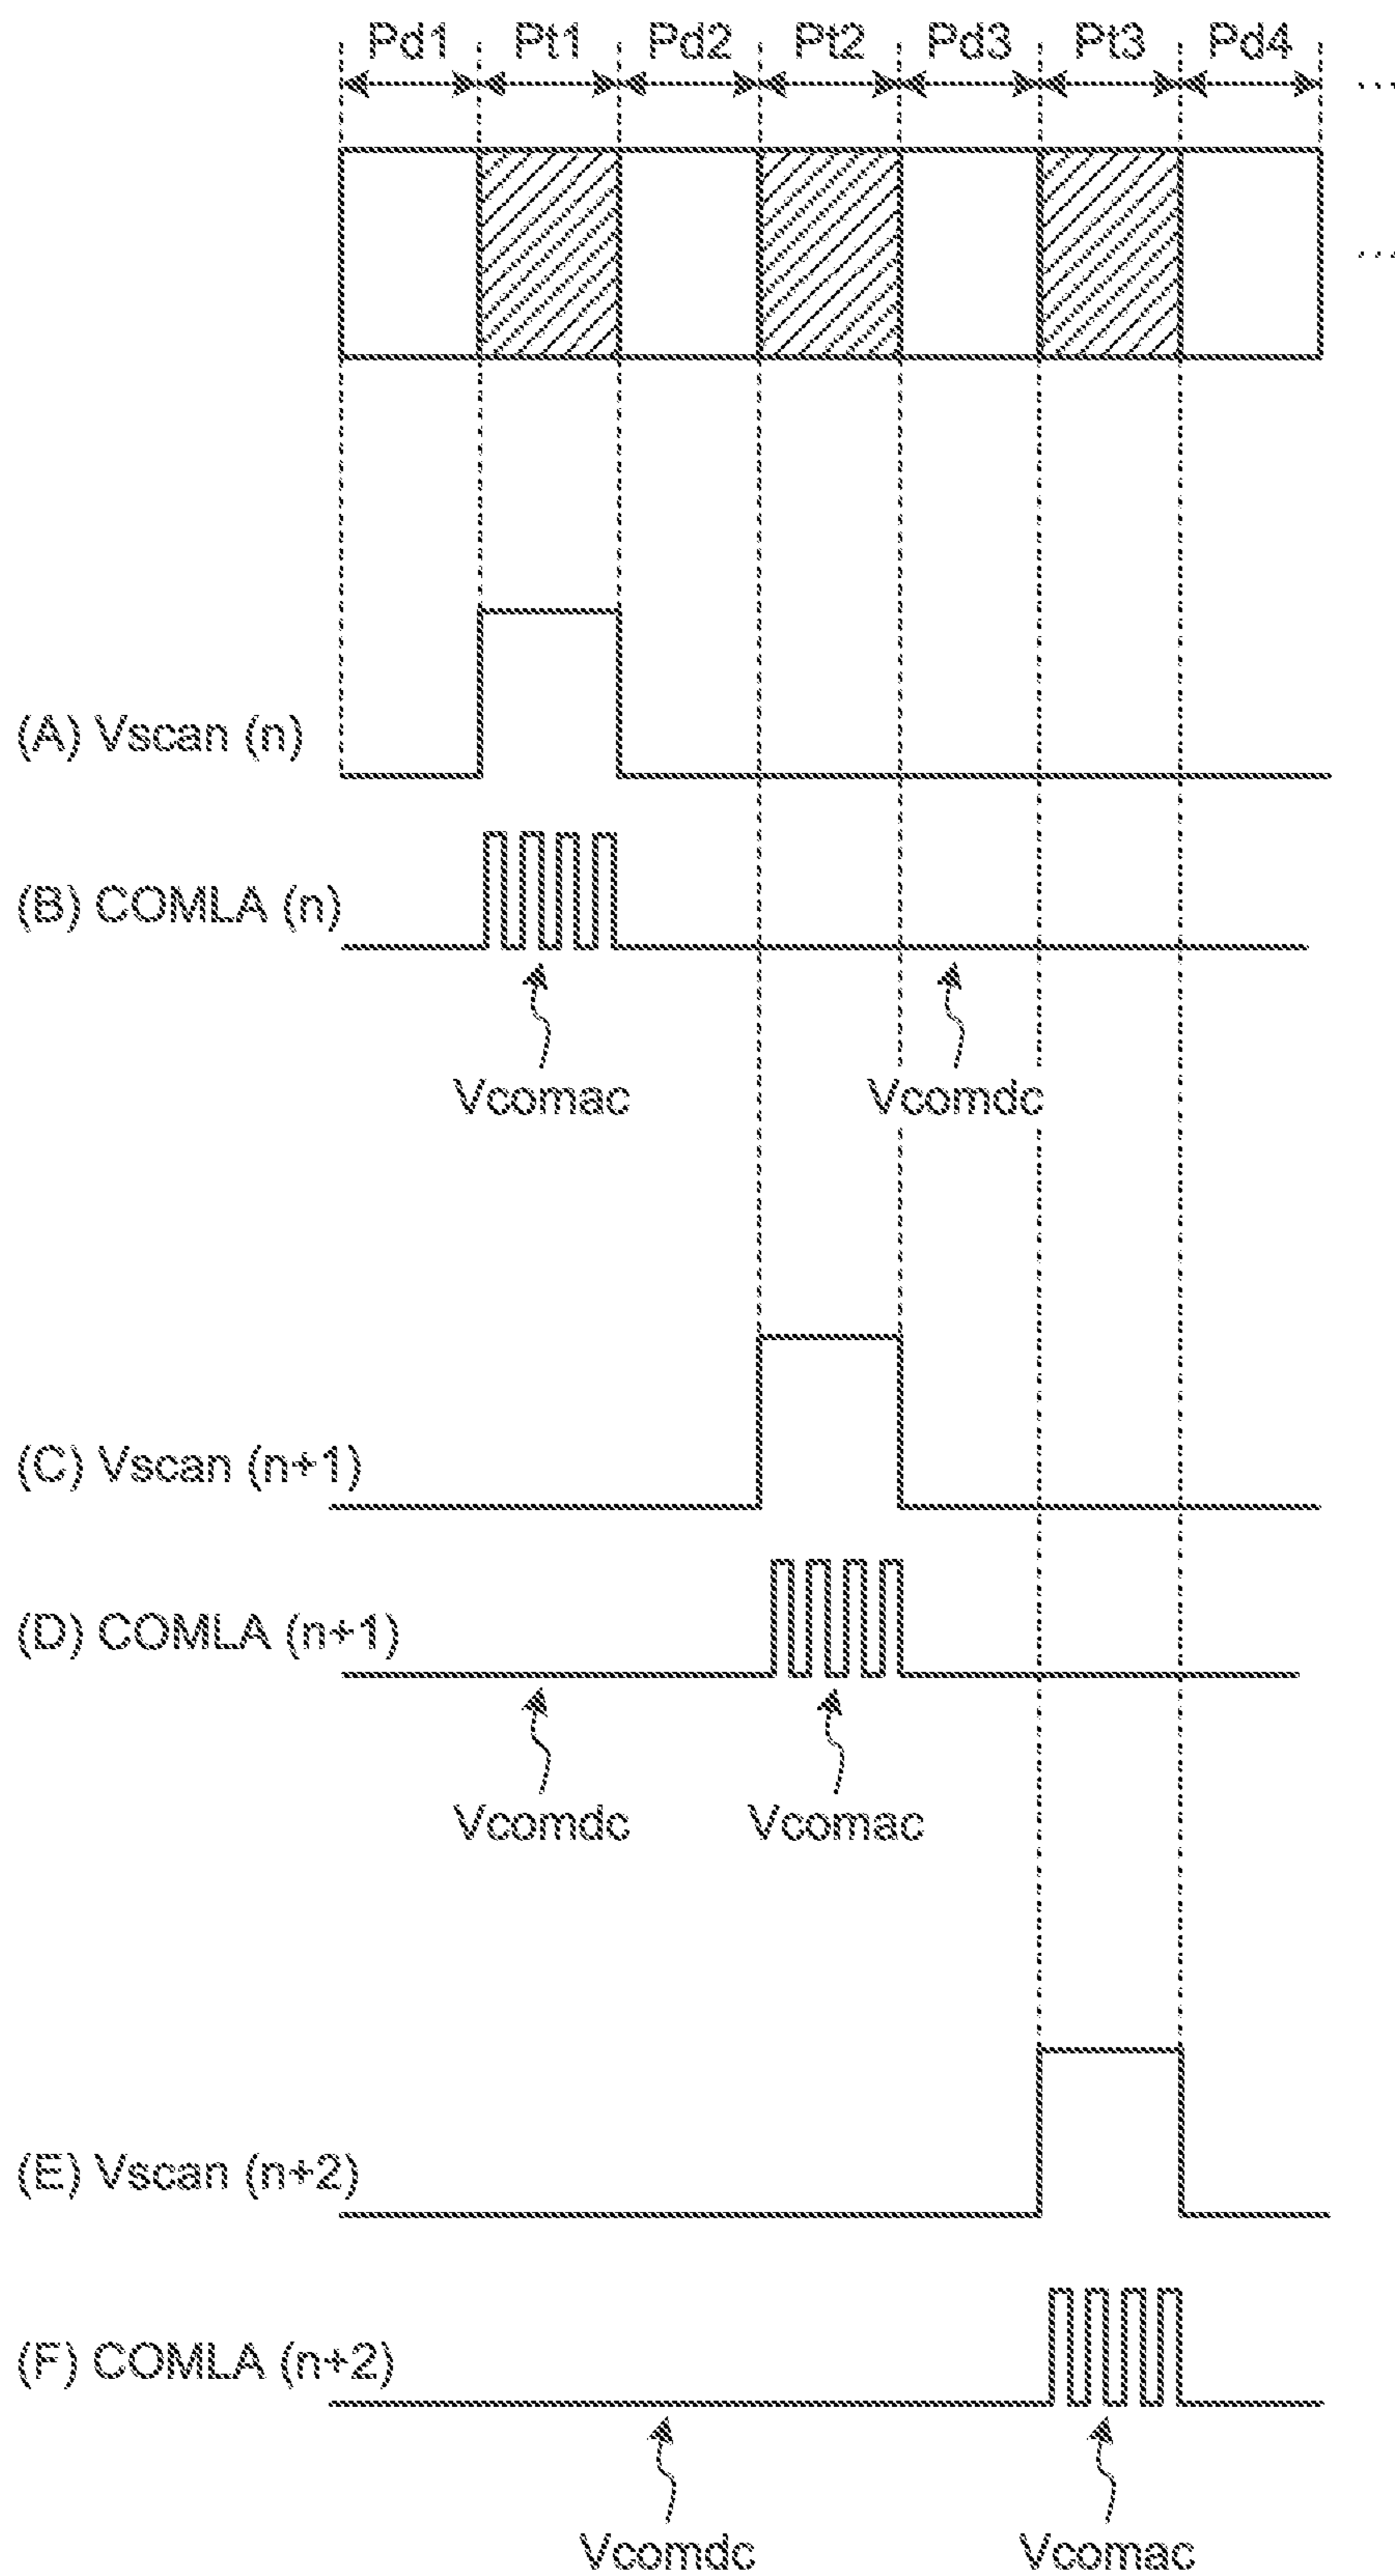 Pd1 Pt1 Pd2 Pt2 Pd3 Pt3 Pd4
...
...
(A) Vscan (n)
(B) COMLA (n)
Vcomac Vcomdc
(C) Vscan (n+1)
(D) COMLA (n+1)
Vcomdc Vcomac
(E) Vscan (n+2)
(F) COMLA (n+2)
Vcomdc Vcomac